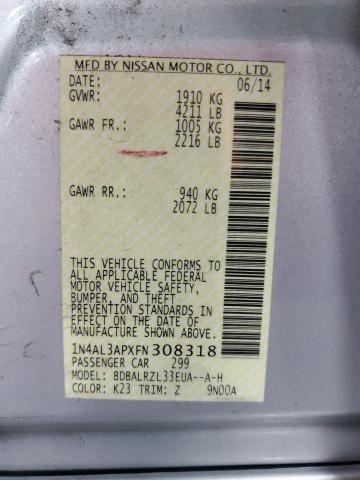 MFD BY NISSAN MOTOR CO., LTD.
DATE: 06/14
GVWR: 1910 KG
4211 LB
GAWR FR.: 1005 KG
2216 LB
GAWR RR.: 940 KG
2072 LB
THIS VEHICLE CONFORMS TO
ALL APPLICABLE FEDERAL
MOTOR VEHICLE SAFETY,
BUMPER, AND THEFT
PREVENTION STANDARDS
IN EFFECT ON THE DATE OF
MANUFACTURE SHOWN ABOVE.
1N4AL3APXFN308318
PASSENGER CAR 299
MODEL: BDBALRZL33EUA--A-H
COLOR: K23 TRIM: Z 9N00A